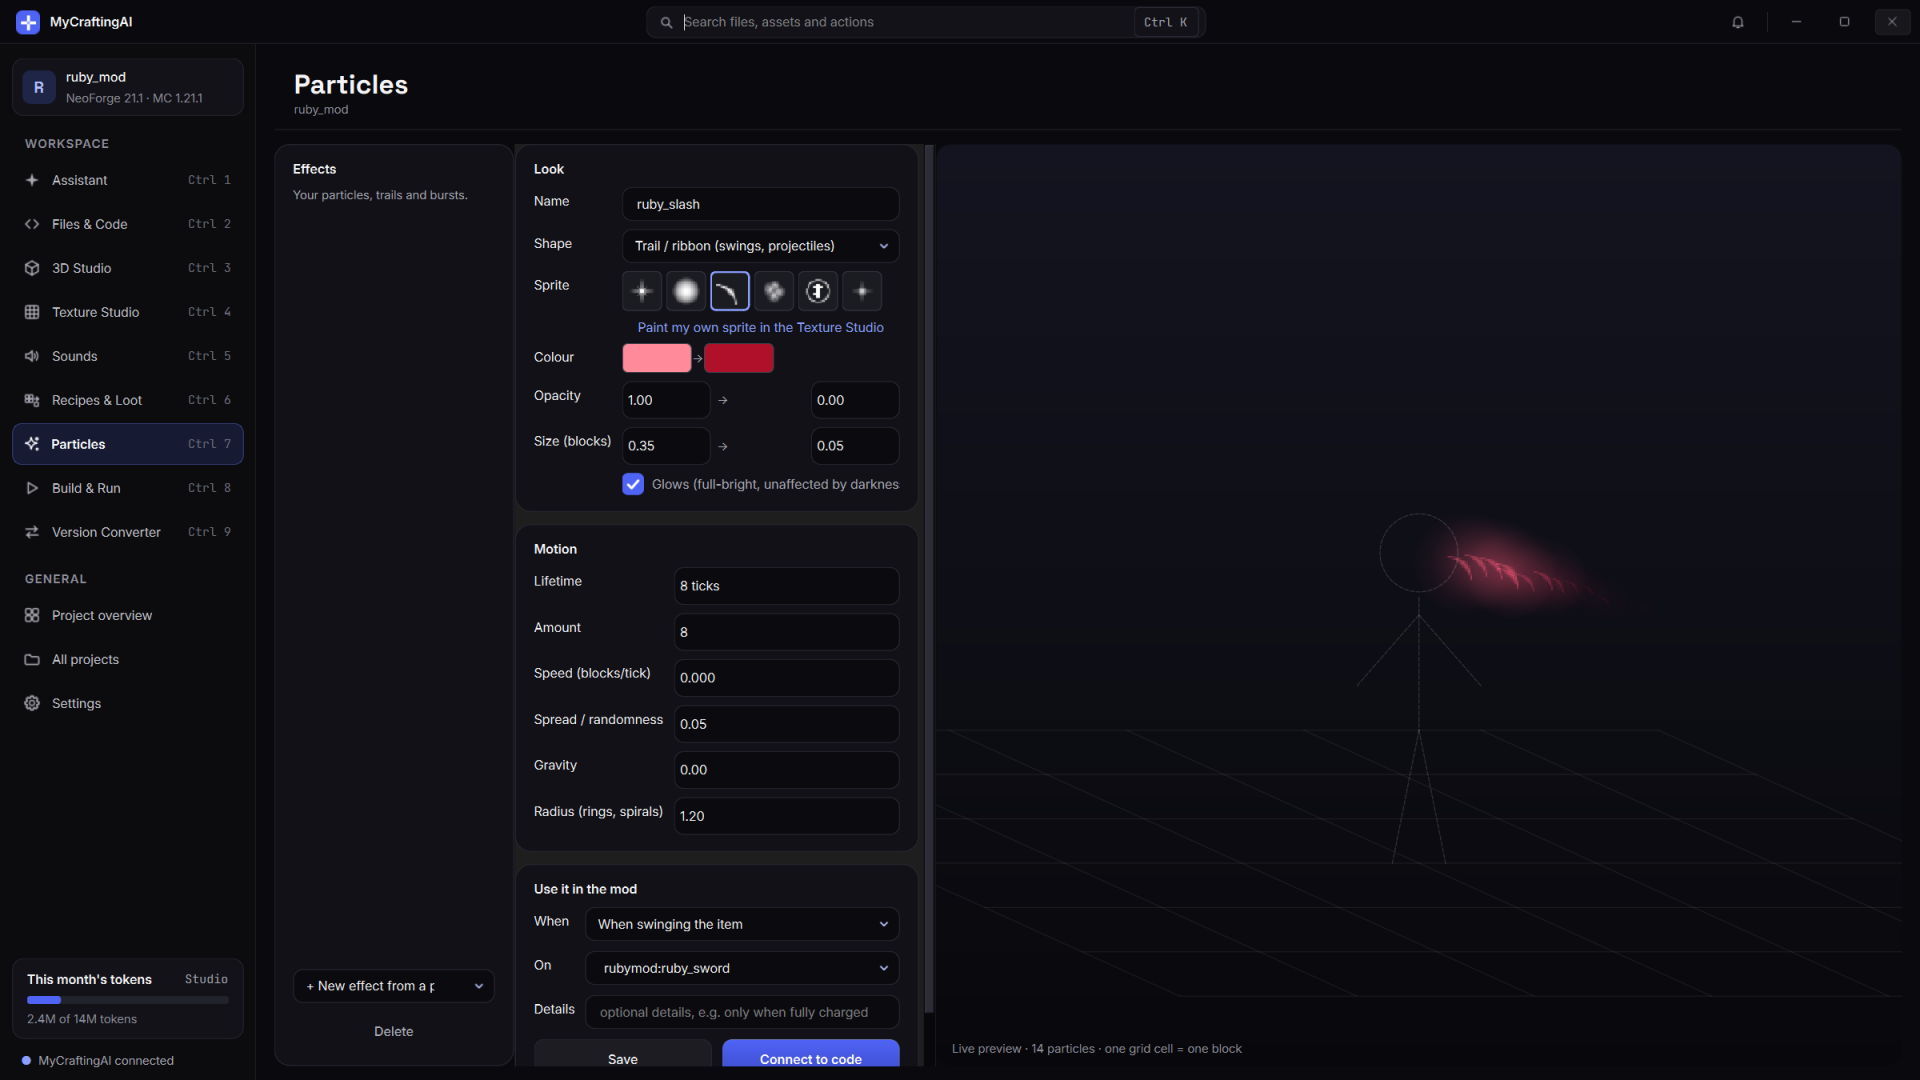 MyCraftingAI
Search files, assets and actions
Ctrl K
R
ruby_mod
NeoForge 21.1 · MC 1.21.1
WORKSPACE
Assistant Ctrl 1
Files & Code Ctrl 2
3D Studio Ctrl 3
Texture Studio Ctrl 4
Sounds Ctrl 5
Recipes & Loot Ctrl 6
Particles Ctrl 7
Build & Run Ctrl 8
Version Converter Ctrl 9
GENERAL
Project overview
All projects
Settings
This month's tokens Studio
2.4M of 14M tokens
MyCraftingAI connected
Particles
ruby_mod
Effects
Your particles, trails and bursts.
+ New effect from a p
Delete
Look
Name ruby_slash
Shape Trail / ribbon (swings, projectiles)
Sprite
Paint my own sprite in the Texture Studio
Colour →
Opacity 1.00 → 0.00
Size (blocks) 0.35 → 0.05
Glows (full-bright, unaffected by darknes
Motion
Lifetime 8 ticks
Amount 8
Speed (blocks/tick) 0.000
Spread / randomness 0.05
Gravity 0.00
Radius (rings, spirals) 1.20
Use it in the mod
When When swinging the item
On rubymod:ruby_sword
Details optional details, e.g. only when fully charged
Save Connect to code
Live preview · 14 particles · one grid cell = one block